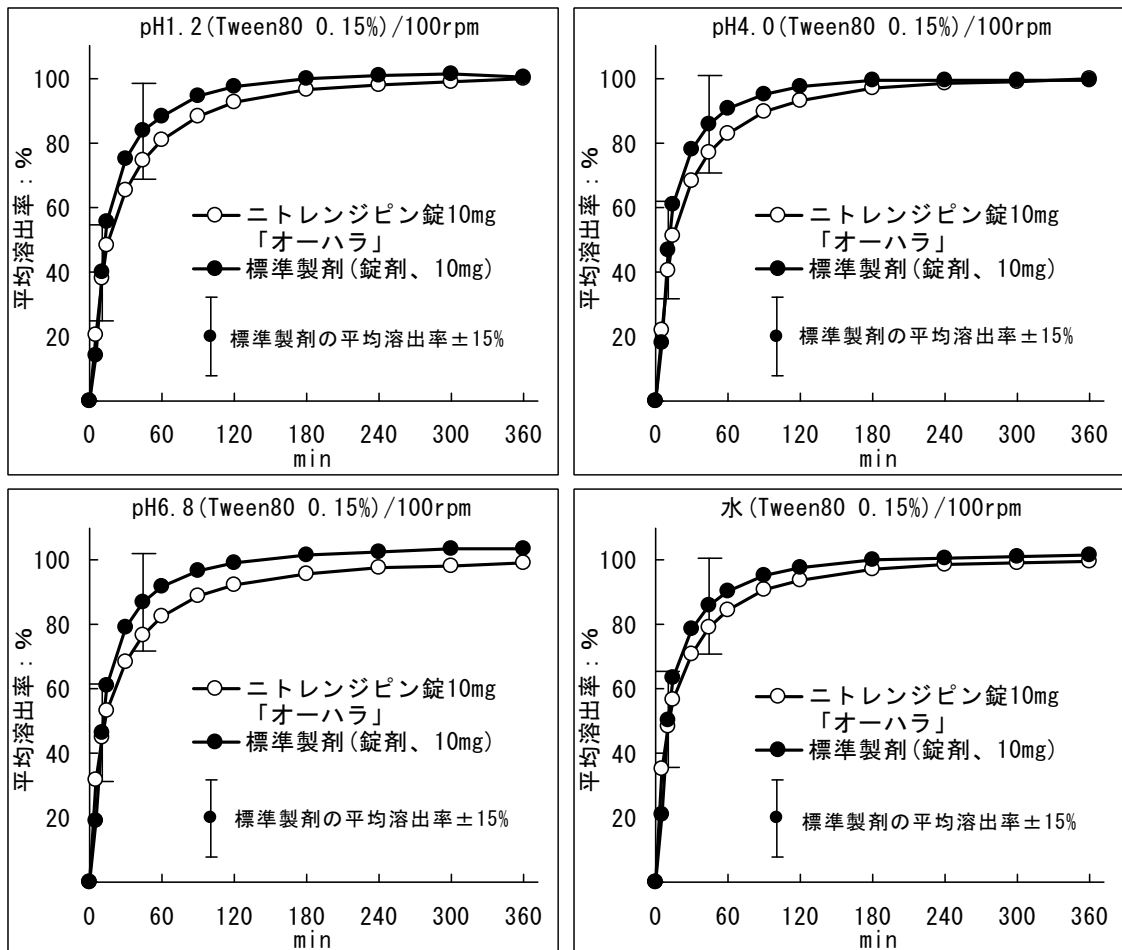 pH1.2(Tween80 0.15%)/100rpm
平均溶出率:%
100
80
60
40
20
ニトレンジピン錠10mg
「オーハラ」
標準製剤(錠剤、10mg)
標準製剤の平均溶出率±15%
0 60 120 180 240 300 360
min
pH4.0(Tween80 0.15%)/100rpm
平均溶出率:%
100
80
60
40
20
ニトレンジピン錠10mg
「オーハラ」
標準製剤(錠剤、10mg)
標準製剤の平均溶出率±15%
0 60 120 180 240 300 360
min
pH6.8(Tween80 0.15%)/100rpm
平均溶出率:%
100
80
60
40
20
ニトレンジピン錠10mg
「オーハラ」
標準製剤(錠剤、10mg)
標準製剤の平均溶出率±15%
0 60 120 180 240 300 360
min
水(Tween80 0.15%)/100rpm
平均溶出率:%
100
80
60
40
20
ニトレンジピン錠10mg
「オーハラ」
標準製剤(錠剤、10mg)
標準製剤の平均溶出率±15%
0 60 120 180 240 300 360
min